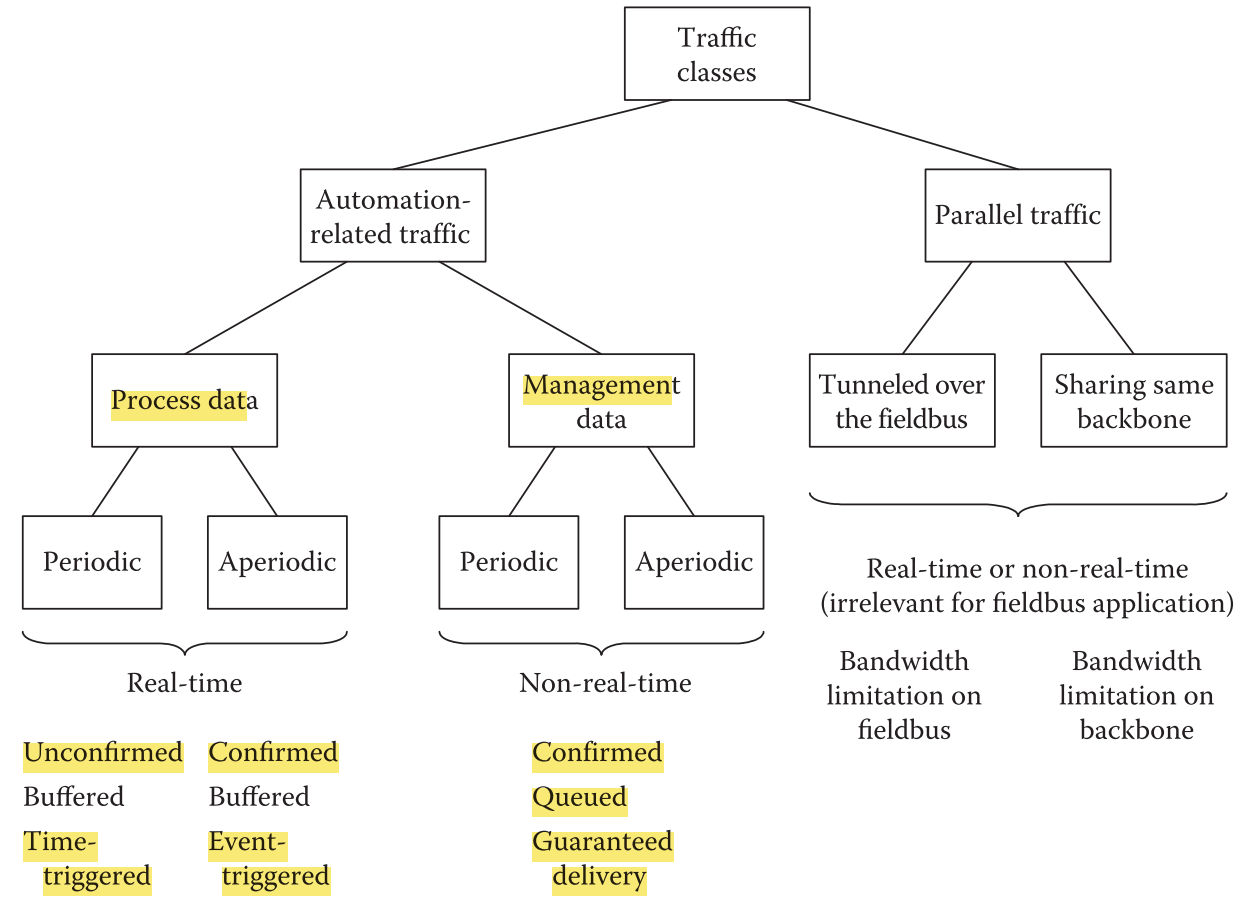 Traffic
classes
Automation-
related traffic
Parallel traffic
Process data
Management
data
Tunneled over
the fieldbus
Sharing same
backbone
Periodic
Aperiodic
Periodic
Aperiodic
Real-time or non-real-time
(irrelevant for fieldbus application)
Real-time
Non-real-time
Bandwidth
limitation on
fieldbus
Bandwidth
limitation on
backbone
Unconfirmed
Buffered
Time-
triggered
Confirmed
Buffered
Event-
triggered
Confirmed
Queued
Guaranteed
delivery